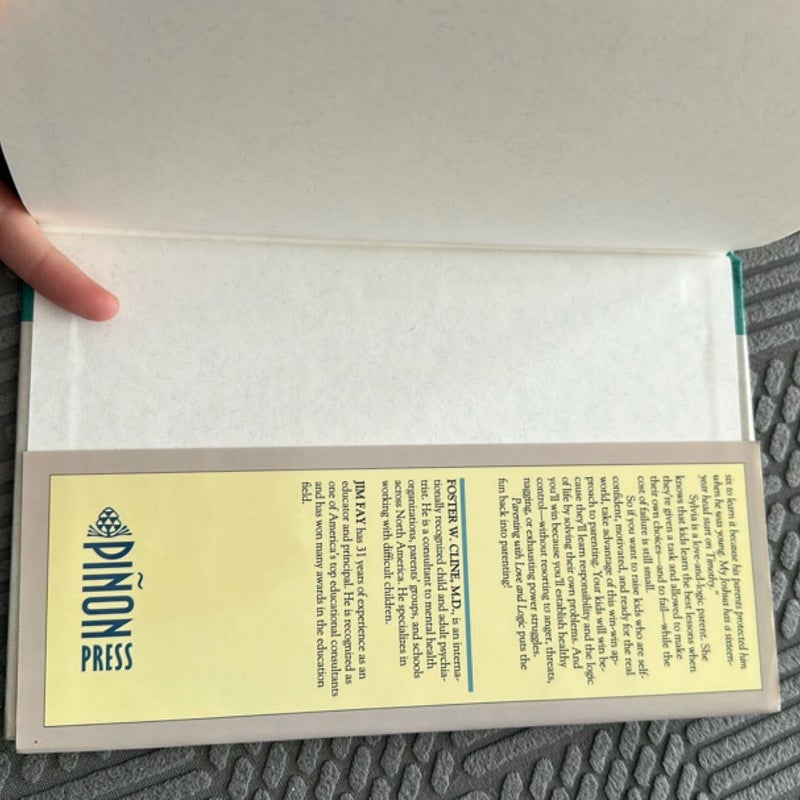 six to learn it because his parents protected him
when he was young. My Joshua has a sixteen-
year head start on Timothy."
Sylvia is a love-and-logic parent. She
knows that kids learn the best lessons when
they're given a task and allowed to make
their own choices—and to fail—while the
cost of failure is still small.
So if you want to raise kids who are self-
confident, motivated, and ready for the real
world, take advantage of this win-win ap-
proach to parenting. Your kids will win be-
cause they'll learn responsibility and the logic
of life by solving their own problems. And
you'll win because you'll establish healthy
control—without resorting to anger, threats,
nagging, or exhausting power struggles.
Parenting with Love and Logic puts the
fun back into parenting!
FOSTER W. CLINE, M.D., is an interna-
tionally recognized child and adult psychia-
trist. He is a consultant to mental health
organizations, parents' groups, and schools
across North America. He specializes in
working with difficult children.
JIM FAY has 31 years of experience as an
educator and principal. He is recognized as
one of America's top educational consultants
and has won many awards in the education
field.
PIÑON
PRESS